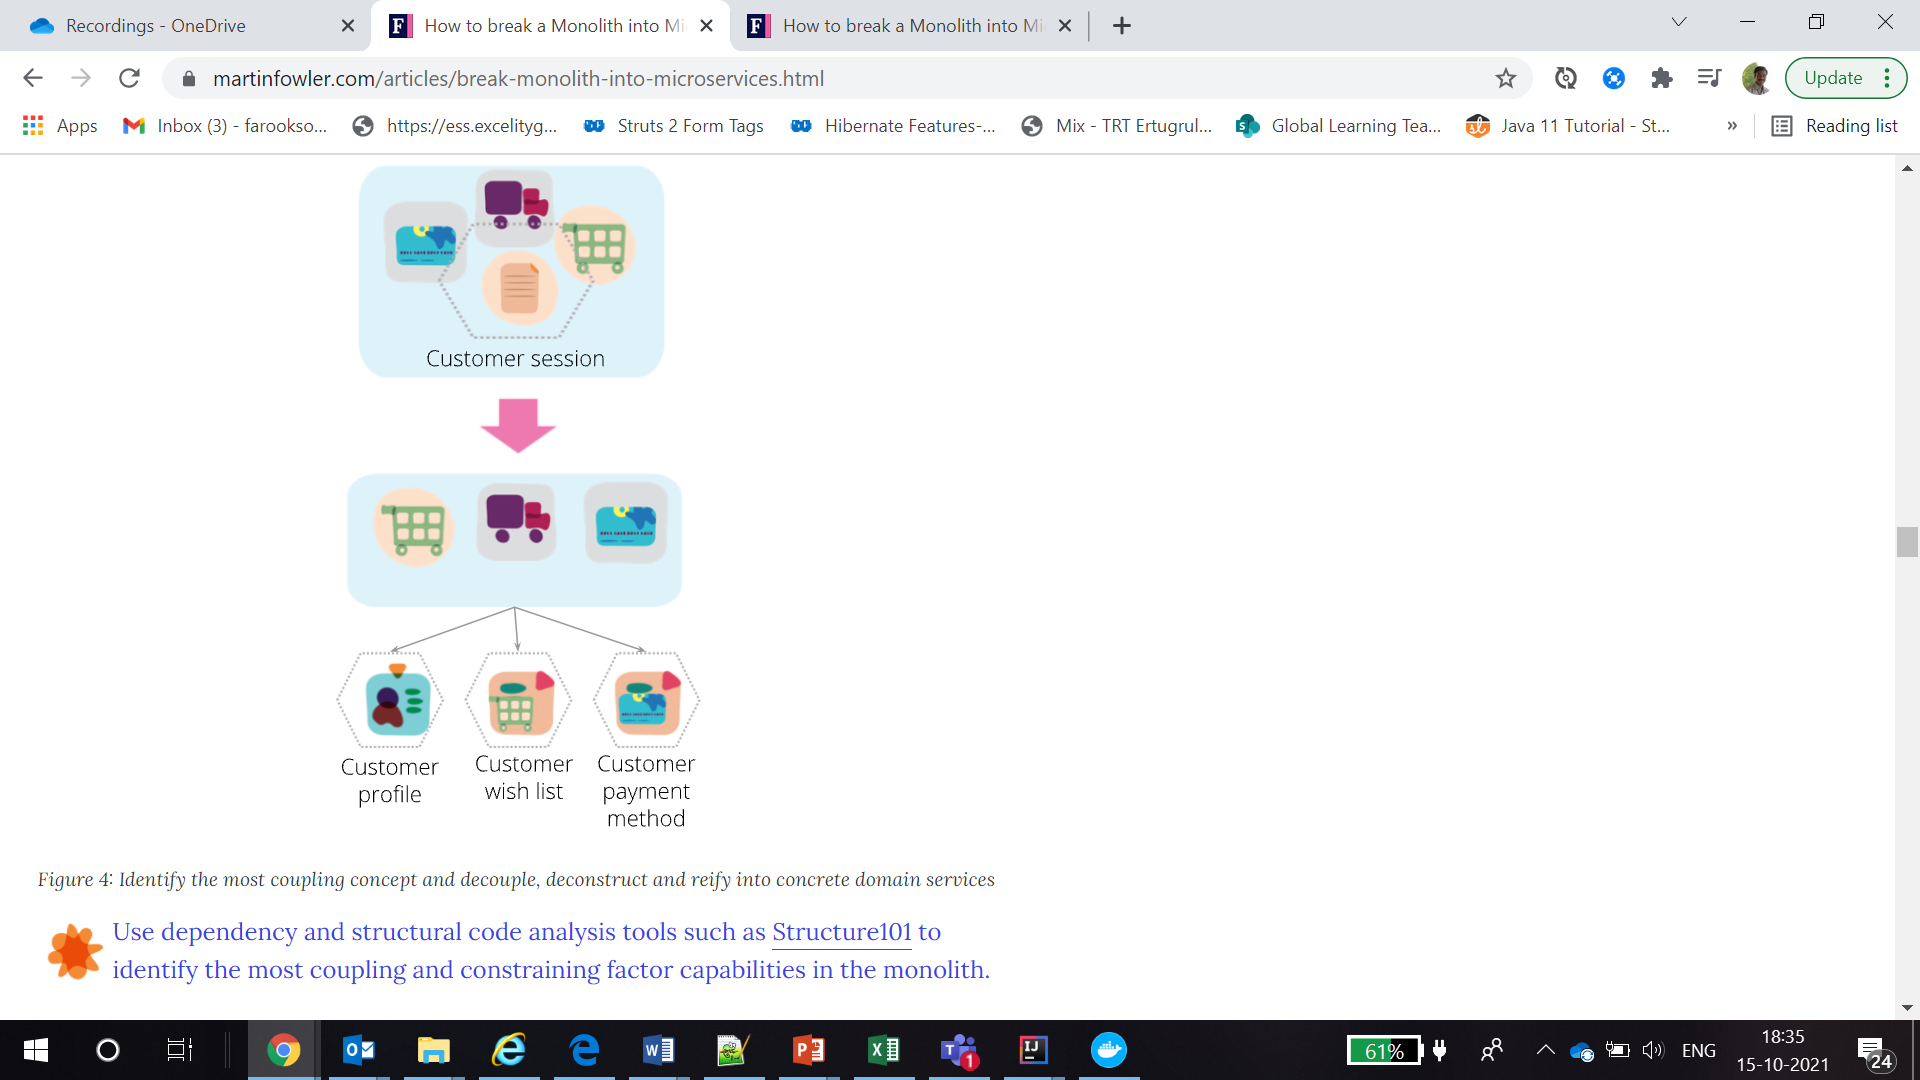 Recordings - OneDrive
How to break a Monolith into Mi
How to break a Monolith into Mi
martinfowler.com/articles/break-monolith-into-microservices.html
Update
Apps
Inbox (3) - farookso...
https://ess.excelityg...
Struts 2 Form Tags
Hibernate Features-...
Mix - TRT Ertugrul...
Global Learning Tea...
Java 11 Tutorial - St...
»
Reading list
Customer session
Customer
profile
Customer
wish list
Customer
payment
method
Figure 4: Identify the most coupling concept and decouple, deconstruct and reify into concrete domain services
Use dependency and structural code analysis tools such as Structure101 to
identify the most coupling and constraining factor capabilities in the monolith.
61%
ENG
18:35
15-10-2021
24
1